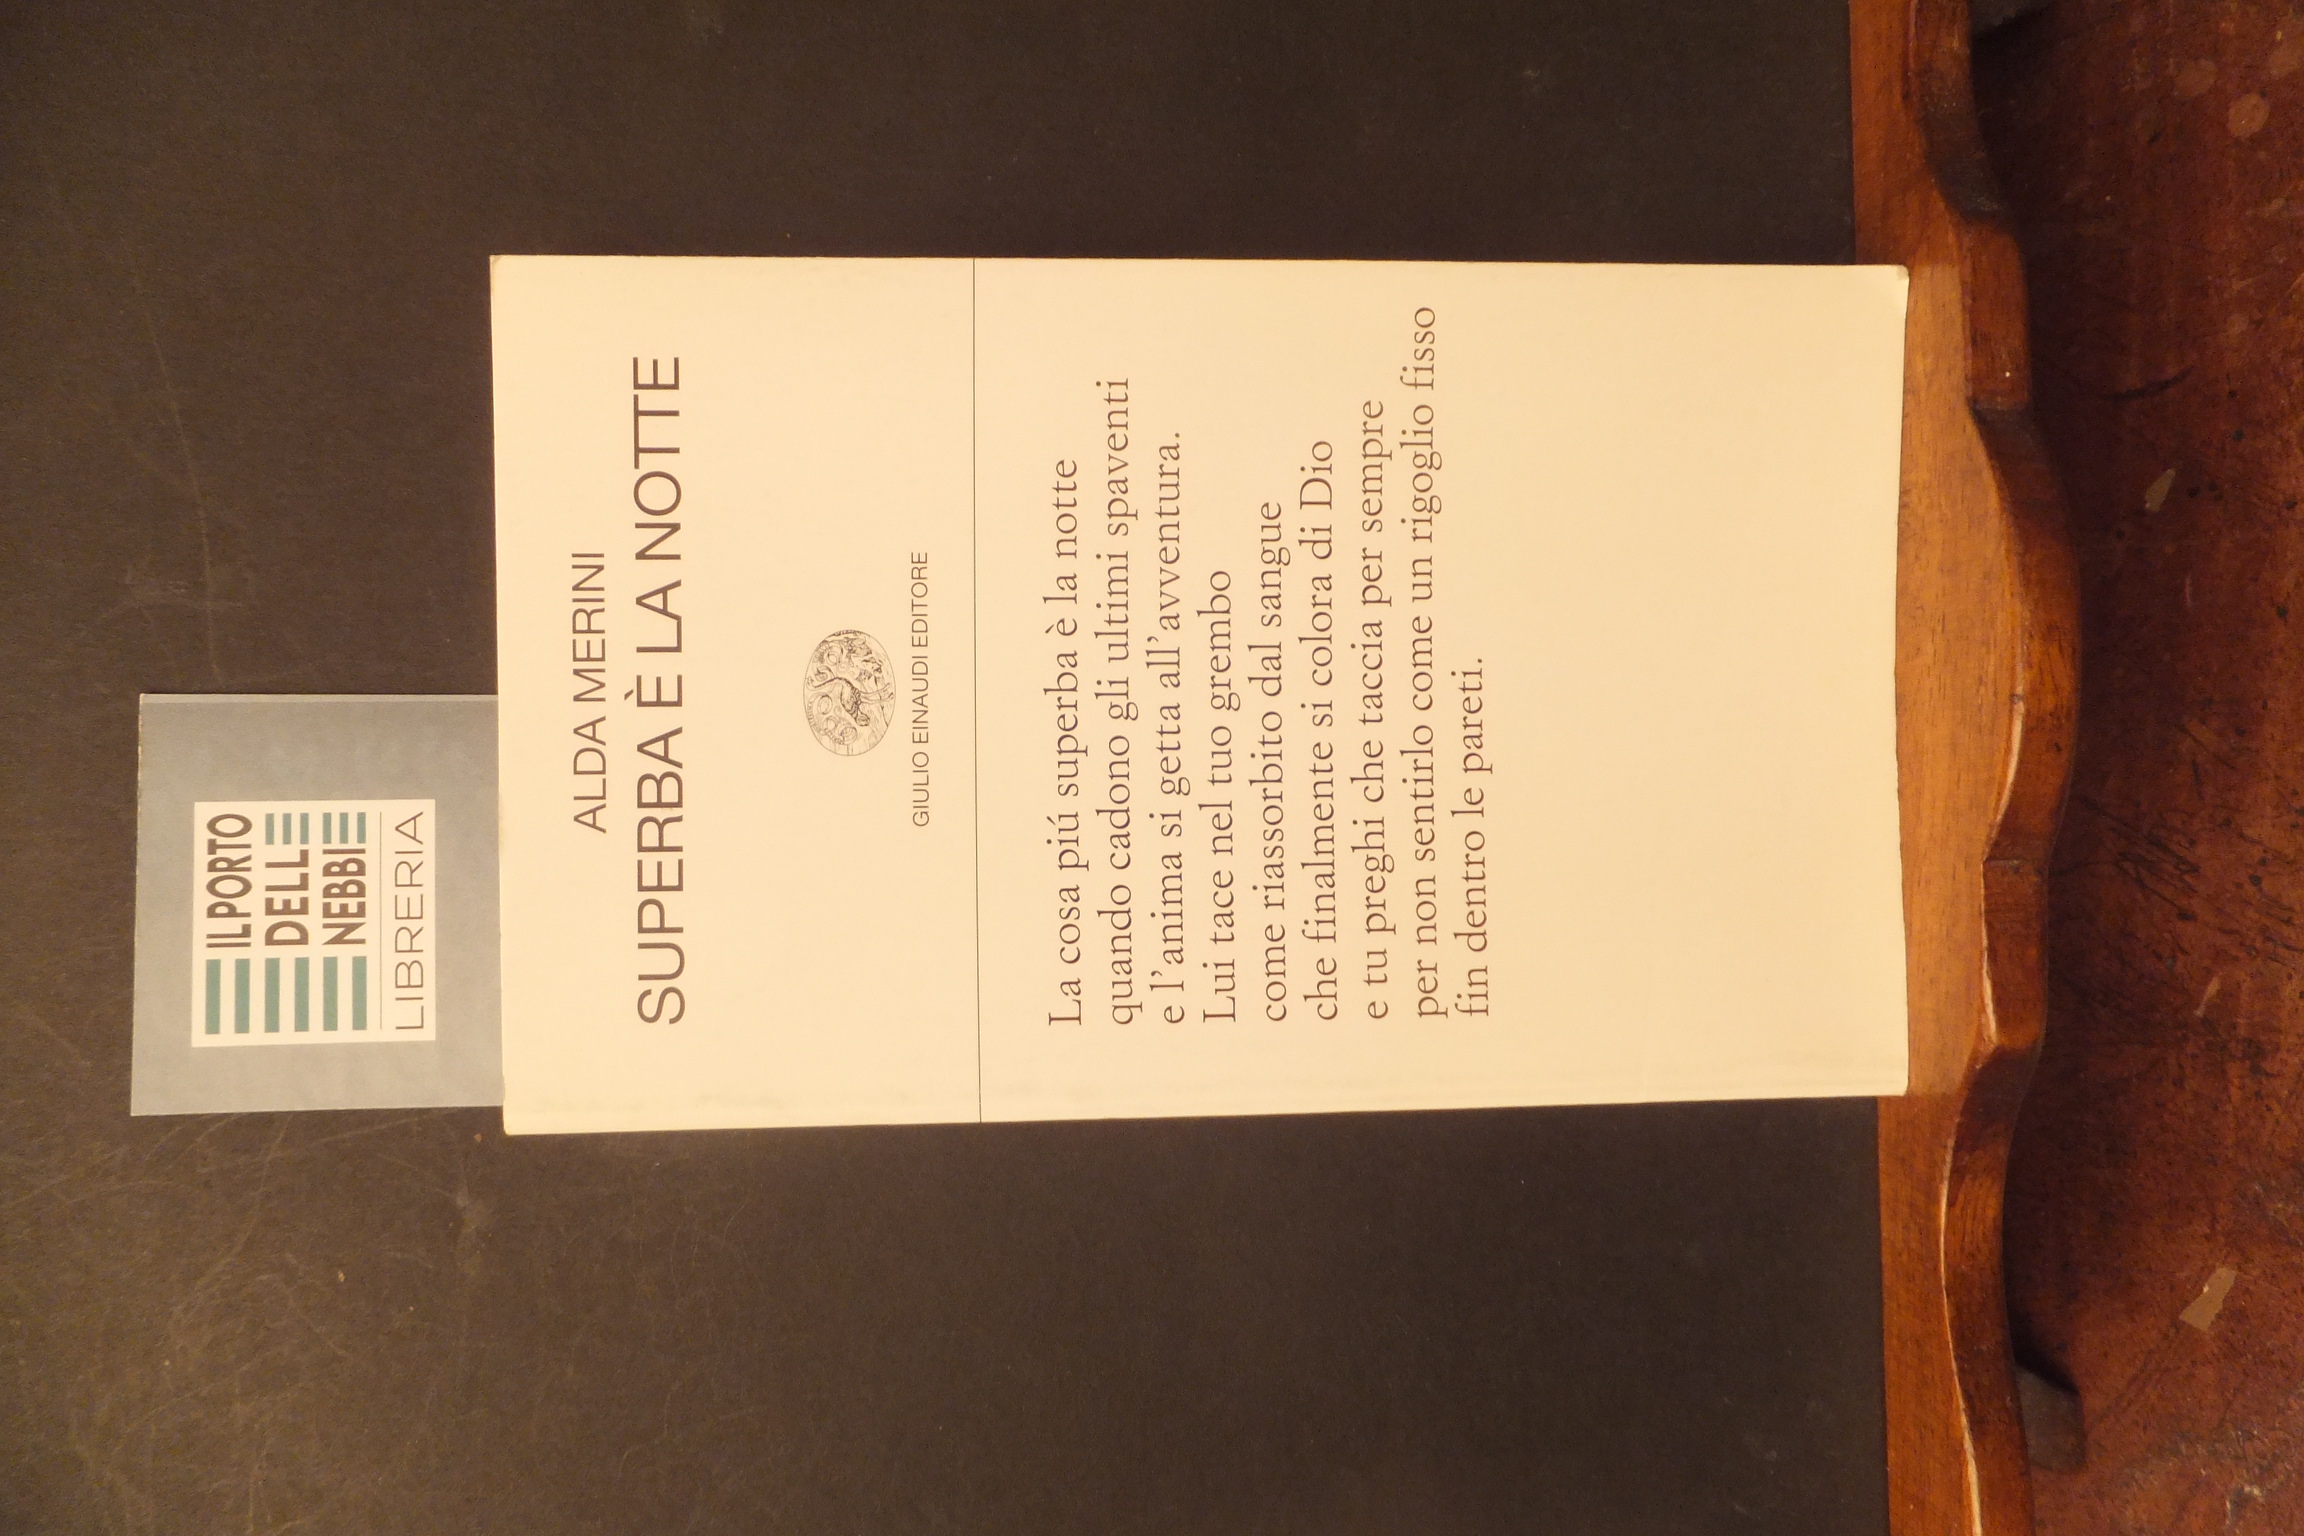 IL PORTO
DELLE
NEBBIE
LIBRERIA
ALDA MERINI
SUPERBA È LA NOTTE
GIULIO EINAUDI EDITORE
La cosa piú superba è la notte
quando cadono gli ultimi spaventi
e l’anima si getta all’avventura.
Lui tace nel tuo grembo
come riassorbito dal sangue
che finalmente si colora di Dio
e tu preghi che taccia per sempre
per non sentirlo come un rigoglio fisso
fin dentro le pareti.